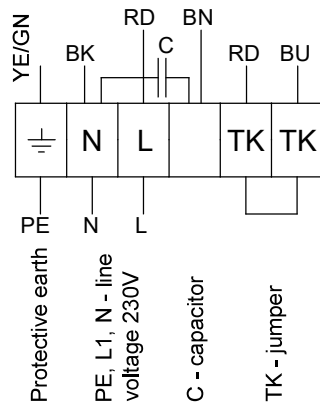 YE/GN
BK
RD
C
BN
RD
BU
N
L
TK
TK
PE
N
L
Protective earth
PE, L1, N - line
voltage 230V
C - capacitor
TK - jumper